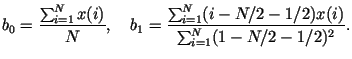 b_0 = \frac{\sum_{i=1}^{N} x(i)}{N}, \quad b_1 = \frac{\sum_{i=1}^{N}(i - N/2 - 1/2)x(i)}{\sum_{i=1}^{N}(1 - N/2 - 1/2)^2}.